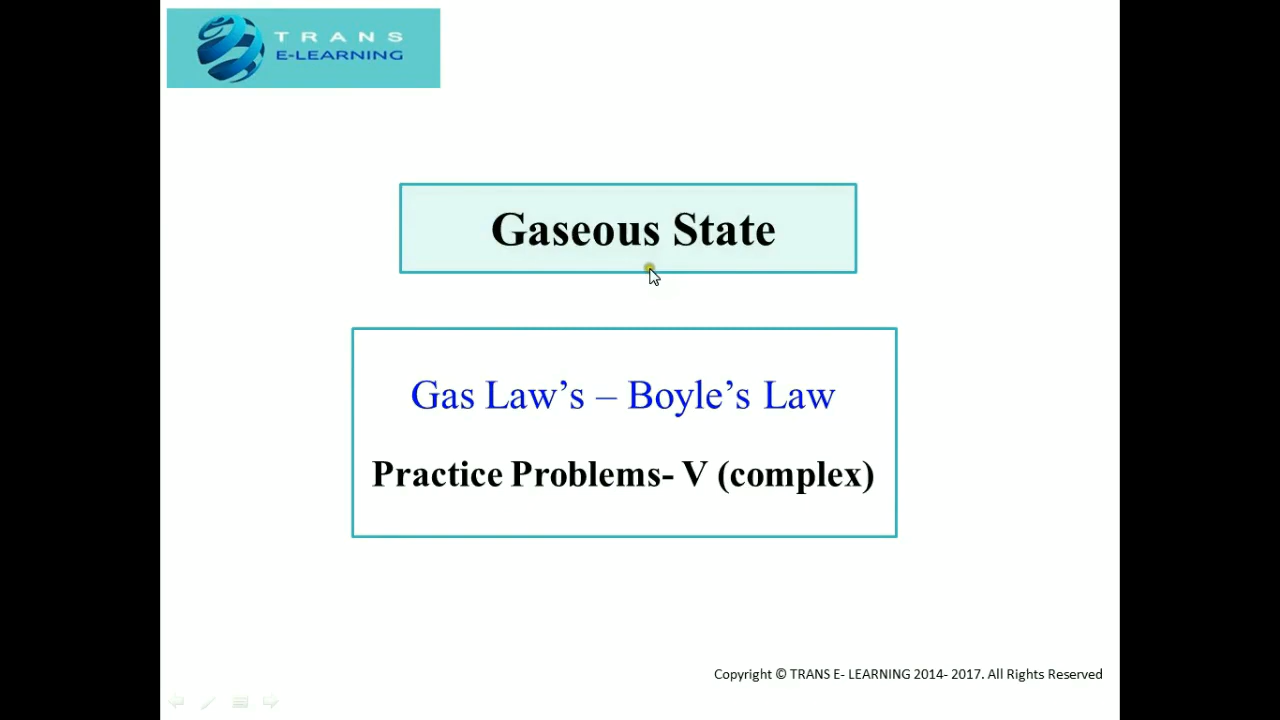 TRANS
E-LEARNING
Gaseous State
Gas Law’s – Boyle’s Law
Practice Problems- V (complex)
Copyright © TRANS E- LEARNING 2014- 2017. All Rights Reserved